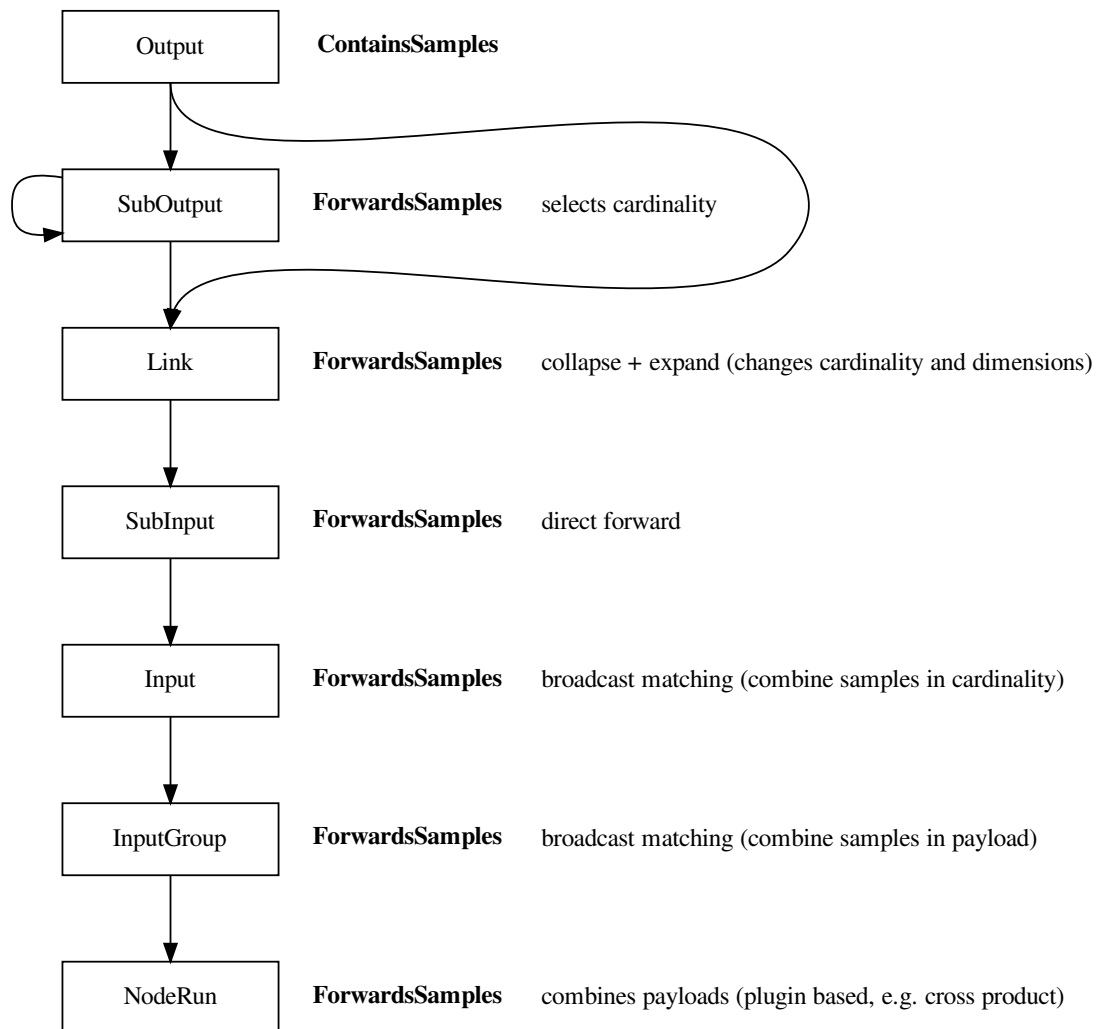 Output ContainsSamples
SubOutput ForwardsSamples selects cardinality
Link ForwardsSamples collapse + expand (changes cardinality and dimensions)
SubInput ForwardsSamples direct forward
Input ForwardsSamples broadcast matching (combine samples in cardinality)
InputGroup ForwardsSamples broadcast matching (combine samples in payload)
NodeRun ForwardsSamples combines payloads (plugin based, e.g. cross product)